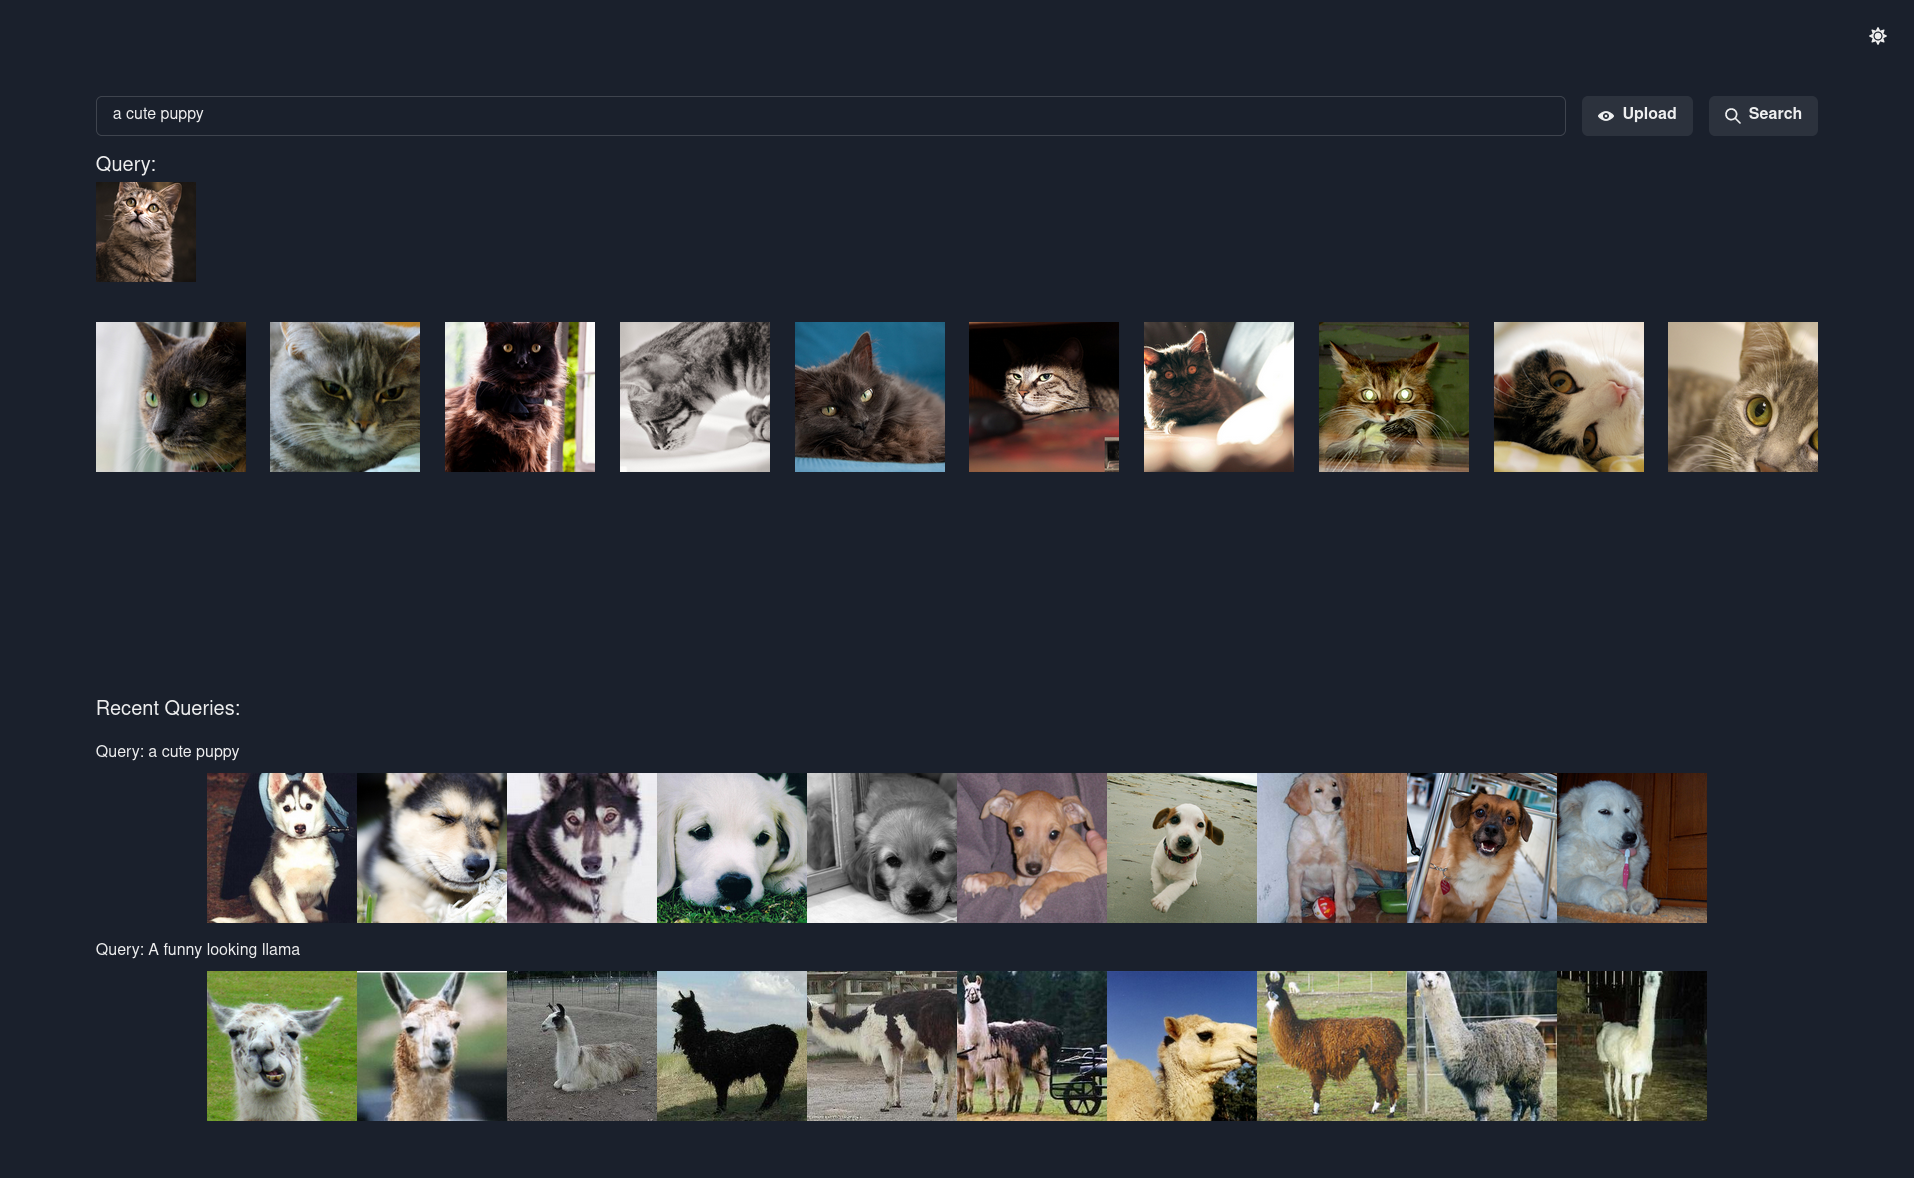 a cute puppy
Upload
Search
Query:
Recent Queries:
Query: a cute puppy
Query: A funny looking llama